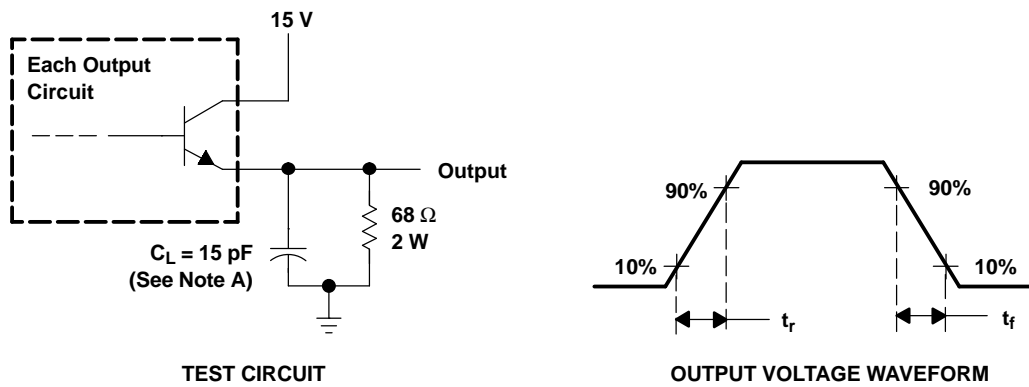 15 V
Each Output
Circuit
Output
68 Ω
2 W
C_L = 15 pF
(See Note A)
TEST CIRCUIT
90%
90%
10%
10%
t_r
t_f
OUTPUT VOLTAGE WAVEFORM